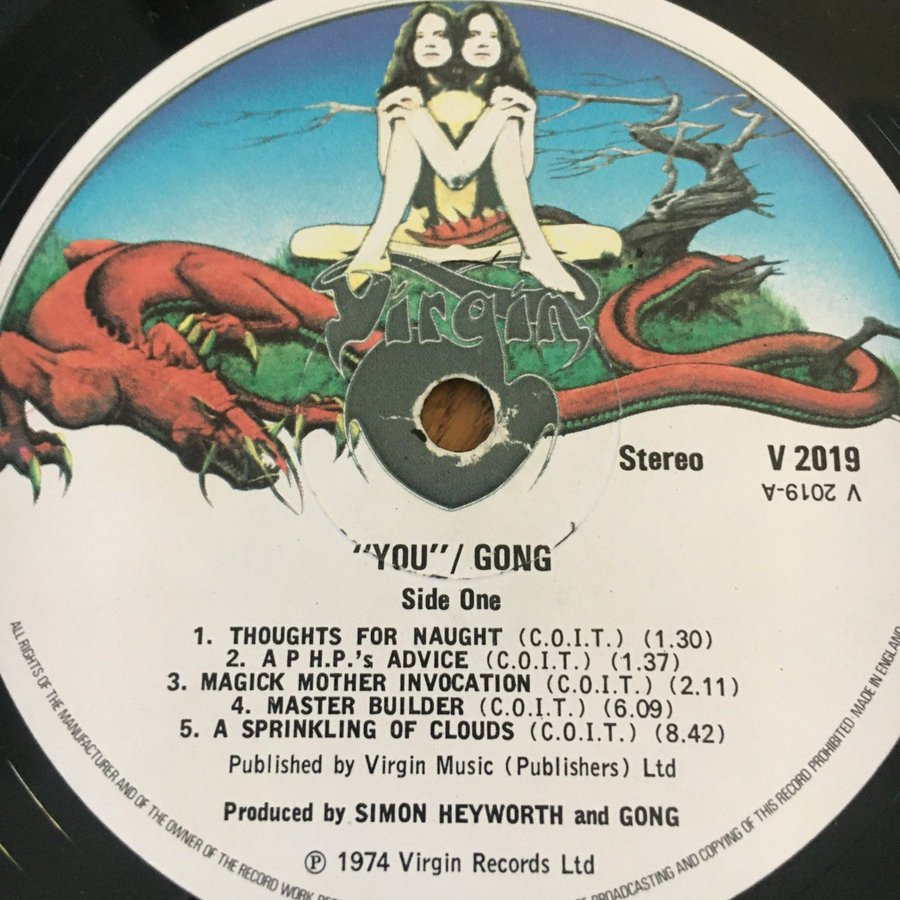 Virgin
Stereo V 2019
V 2019-A
"YOU"/ GONG
Side One
1. THOUGHTS FOR NAUGHT (C.O.I.T.) (1.30)
2. A P H.P.'s ADVICE (C.O.I.T.) (1.37)
3. MAGICK MOTHER INVOCATION (C.O.I.T.) (2.11)
4. MASTER BUILDER (C.O.I.T.) (6.09)
5. A SPRINKLING OF CLOUDS (C.O.I.T.) (8.42)
Published by Virgin Music (Publishers) Ltd
Produced by SIMON HEYWORTH and GONG
℗ 1974 Virgin Records Ltd
ALL RIGHTS OF THE MANUFACTURER AND OF THE OWNER OF THE RECORD WORK
BROADCASTING AND COPYING OF THIS RECORD PROHIBITED MADE IN ENGLAND